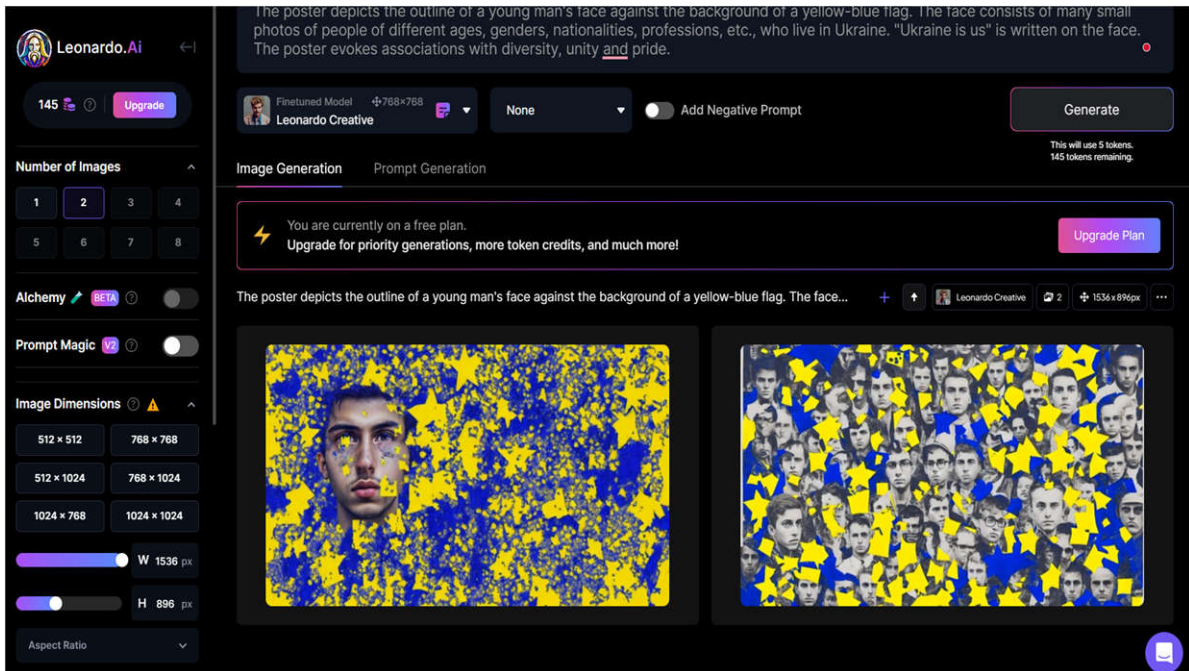 The poster depicts the outline of a young man's face against the background of a yellow-blue flag. The face consists of many small
photos of people of different ages, genders, nationalities, professions, etc., who live in Ukraine. "Ukraine is us" is written on the face.
The poster evokes associations with diversity, unity and pride.
Leonardo.Ai
145
Upgrade
Finetuned Model
768×768
Leonardo Creative
None
Add Negative Prompt
Generate
This will use 5 tokens.
145 tokens remaining.
Number of Images
1 2 3 4
5 6 7 8
Image Generation
Prompt Generation
You are currently on a free plan.
Upgrade for priority generations, more token credits, and much more!
Upgrade Plan
Alchemy BETA
Prompt Magic V2
The poster depicts the outline of a young man's face against the background of a yellow-blue flag. The face...
Leonardo Creative
2
1536x896px
Image Dimensions
512 × 512 768 × 768
512 × 1024 768 × 1024
1024 × 768 1024 × 1024
W 1536 px
H 896 px
Aspect Ratio